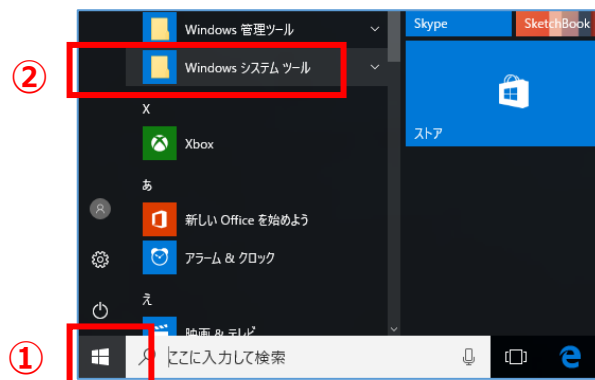 Windows 管理ツール
Skype
SketchBook
②
Windows システム ツール
X
Xbox
ストア
あ
新しい Office を始めよう
アラーム & クロック
え
映画 & テレビ
①
ここに入力して検索